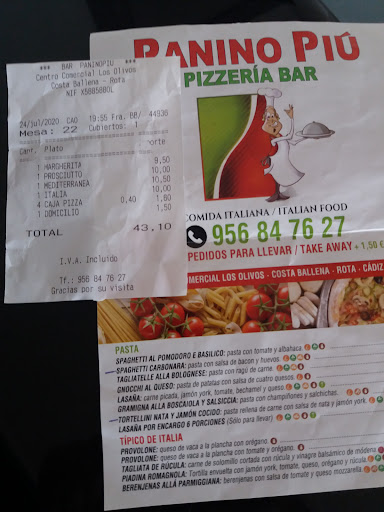 *** BAR PANINOPIU ***
Centro Comercial Los Olivos
Costa Ballena - Rota
24/jul/2020 CAO 19:55 Fra. BB/ 44936
Mesa: 22 Cubiertos 1
Cant. Plato
1 MARGHERITA 9,50
1 PROSCIUTTO 10,00
1 MEDITERRANEA 10,50
1 ITALIA 10,00
4 CAJA PIZZA 0.40 1,60
1 DOMICILIO 1,50
TOTAL 43,10
I.V.A. Incluido
Tf.: 956 84 76 27
Gracias por su visita
PANINO PIÚ
PIZZERÍA BAR
COMIDA ITALIANA / ITALIAN FOOD
956 84 76 27
PEDIDOS PARA LLEVAR / TAKE AWAY + 1,50 €
MERCIAL LOS OLIVOS - COSTA BALLENA - ROTA - CÁDIZ
PASTA
SPAGHETTI AL POMODORO E BASILICO: pasta con tomate y albahaca.
SPAGHETTI CARBONARA: pasta con salsa de bacon y huevos.
TAGLIATELLE ALLA BOLOGNESE: pasta con ragú de carne.
GNOCCHI AL QUESO: pasta de patatas con salsa de cuatro quesos.
LASAÑA: carne picada, jamón york, tomate, bechamel y queso.
GRAMIGNA ALLA BOSCAIOLA Y SALSICCIA: pasta con champiñones y salchichas.
TORTELLINI NATA Y JAMÓN COCIDO: pasta rellena de carne con salsa de nata y jamón york.
LASAÑA POR ENCARGO 6 PORCIONES (Sólo para llevar)
TÍPICO DE ITALIA
PROVOLONE: queso de vaca a la plancha con orégano.
PROVOLONE: queso de vaca a la plancha con tomate y orégano.
TAGLIATA DE RÚCULA: carne de solomillo cortada con rúcula y vinagre balsámico de módena.
PIADINA ROMAGNOLA: Tortilla envuelta con jamón york, tomate, queso, orégano y rúcula.
BERENJENAS ALLA PARMIGGIANA: berenjenas con salsa de tomate y queso mozzarella.